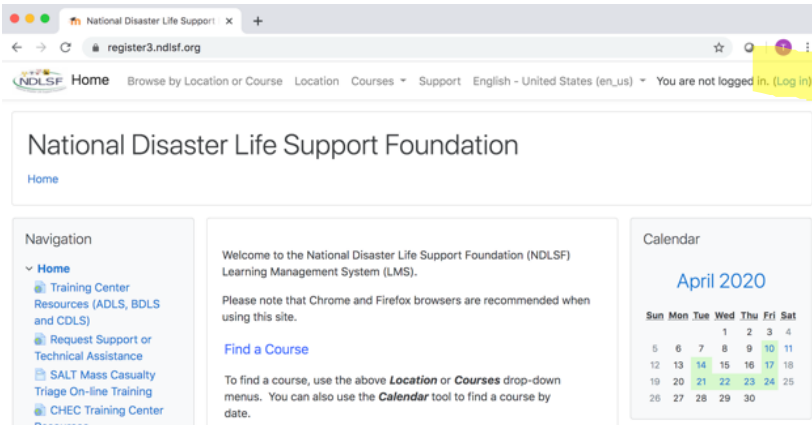 National Disaster Life Support
register3.ndlsf.org
T
NDLSF Home Browse by Location or Course Location Courses Support English - United States (en_us) You are not logged in. (Log in)
National Disaster Life Support Foundation
Home
Navigation
Home
Training Center
Resources (ADLS, BDLS
and CDLS)
Request Support or
Technical Assistance
SALT Mass Casualty
Triage On-line Training
CHEC Training Center
Welcome to the National Disaster Life Support Foundation (NDLSF)
Learning Management System (LMS).
Please note that Chrome and Firefox browsers are recommended when
using this site.
Find a Course
To find a course, use the above Location or Courses drop-down
menus. You can also use the Calendar tool to find a course by
date.
Calendar
April 2020
Sun Mon Tue Wed Thu Fri Sat
1 2 3 4
5 6 7 8 9 10 11
12 13 14 15 16 17 18
19 20 21 22 23 24 25
26 27 28 29 30